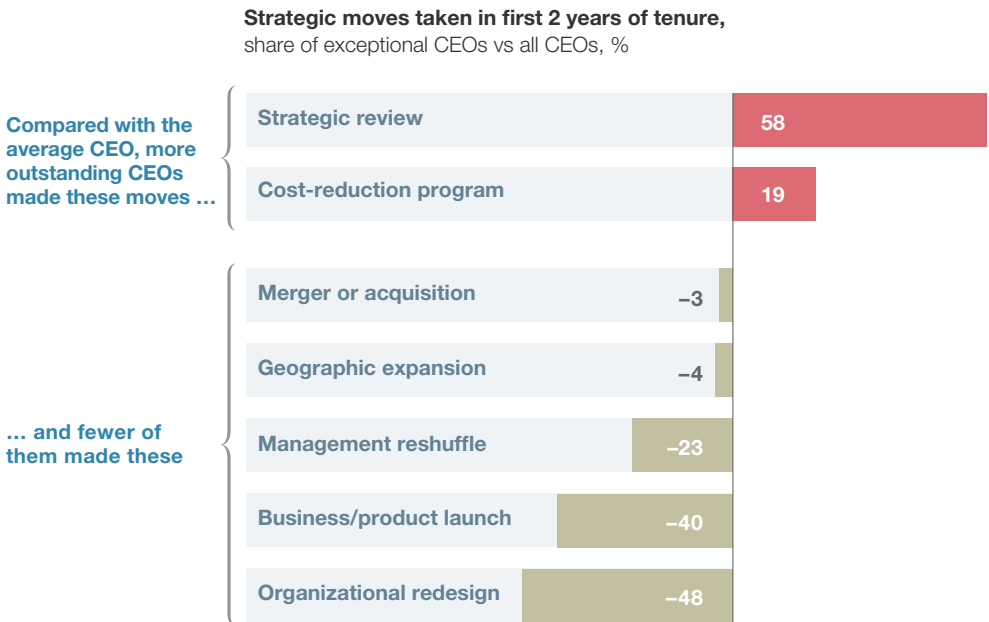 Strategic moves taken in first 2 years of tenure,
share of exceptional CEOs vs all CEOs, %
Compared with the
average CEO, more
outstanding CEOs
made these moves …
Strategic review
58
Cost-reduction program
19
… and fewer of
them made these
Merger or acquisition
–3
Geographic expansion
–4
Management reshuffle
–23
Business/product launch
–40
Organizational redesign
–48